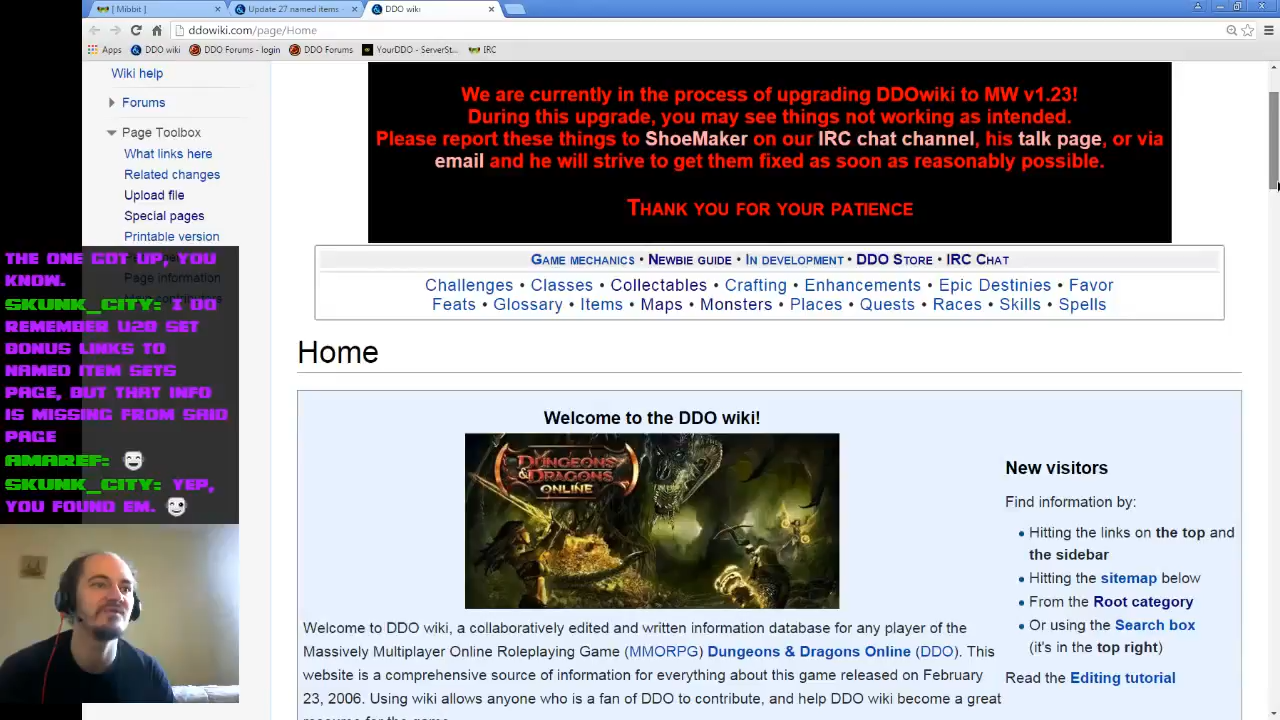 [ Mibbit ]
Update 27 named items -
DDO wiki
ddowiki.com/page/Home
Apps
DDO wiki
DDO Forums - login
DDO Forums
YourDDO - ServerSt...
IRC
Wiki help
Forums
Page Toolbox
What links here
Related changes
Upload file
Special pages
Printable version
Page information
THE ONE GOT UP, YOU
KNOW.
SKUNK_CITY: I DO
REMEMBER U20 SET
BONUS LINKS TO
NAMED ITEM SETS
PAGE, BUT THAT INFO
IS MISSING FROM SAID
PAGE
AMAREF:
SKUNK_CITY: YEP,
YOU FOUND EM.
We are currently in the process of upgrading DDOwiki to MW v1.23!
During this upgrade, you may see things not working as intended.
Please report these things to ShoeMaker on our IRC chat channel, his talk page, or via
email and he will strive to get them fixed as soon as reasonably possible.
THANK YOU FOR YOUR PATIENCE
GAME MECHANICS • NEWBIE GUIDE • IN DEVELOPMENT • DDO STORE • IRC CHAT
Challenges • Classes • Collectables • Crafting • Enhancements • Epic Destinies • Favor
Feats • Glossary • Items • Maps • Monsters • Places • Quests • Races • Skills • Spells
Home
Welcome to the DDO wiki!
DUNGEONS
& DRAGONS
ONLINE
Welcome to DDO wiki, a collaboratively edited and written information database for any player of the
Massively Multiplayer Online Roleplaying Game (MMORPG) Dungeons & Dragons Online (DDO). This
website is a comprehensive source of information for everything about this game released on February
23, 2006. Using wiki allows anyone who is a fan of DDO to contribute, and help DDO wiki become a great
resource for the game.
New visitors
Find information by:
Hitting the links on the top and
the sidebar
Hitting the sitemap below
From the Root category
Or using the Search box
(it's in the top right)
Read the Editing tutorial